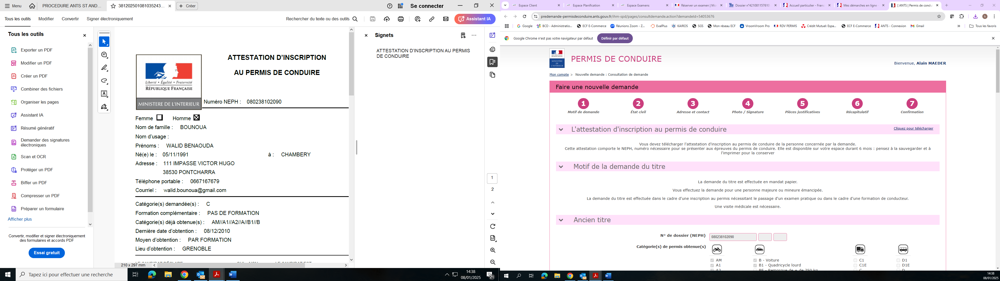 Menu
PROCEDURE ANTS ST AND...
381202501081035243...
Créer
Se connecter
Tous les outils
Modifier
Convertir
Signer électroniquement
Rechercher du texte ou des outils
Assistant IA
Tous les outils
Exporter un PDF
Modifier un PDF
Créer un PDF
Combiner des fichiers
Organiser les pages
Assistant IA
Résumé génératif
Demander des signatures
électroniques
Scan et OCR
Protéger un PDF
Biffer un PDF
Compresser un PDF
Préparer un formulaire
Afficher plus
Convertir, modifier et signer électroniquement
des formulaires et accords PDF
Essai gratuit
Liberté • Égalité • Fraternité
RÉPUBLIQUE FRANÇAISE
MINISTERE DE L'INTERIEUR
ATTESTATION D'INSCRIPTION
AU PERMIS DE CONDUIRE
Numéro NEPH : 080238102090
Femme Homme
Nom de famille : BOUNOUA
Nom d'usage :
Prénoms : WALID BENAOUDA
Né(e) le : 05/11/1991 à : CHAMBERY
Adresse : 111 IMPASSE VICTOR HUGO
38530 PONTCHARRA
Téléphone portable : 0667167679
Courriel : walid.bounoua@gmail.com
Catégorie(s) demandée(s) : C
Formation complémentaire : PAS DE FORMATION
Catégorie(s) déjà obtenue(s) : AM//A1//A2//A//B1//B
Dernière date d'obtention : 08/12/2010
Moyen d'obtention : PAR FORMATION
Lieu d'obtention : GRENOBLE
210 x 297 mm
Signets
ATTESTATION D'INSCRIPTION AU PERMIS
DE CONDUIRE
1
2
Tapez ici pour effectuer une recherche
14:38
08/01/2025
21
Espace Client
Espace Planification
Espace Examens
Réserver un examen | Mon
Dossier n°421081157610
Accueil particulier - Franc
Mes démarches en ligne -
[ ANTS | Permis de condu
predemande-permisdeconduire.ants.gouv.fr/ihm-spd/pages/consultdemande.action?demandeId=54053676
Google
BCD - Administratio...
ECF E-Commerce
Réunions Zoom - Z...
EvalPlus
KAIROS
SGS
Mon réseau ECF
VroomVroom Pro
RDV PERMIS
Crédit Mutuel: Espa...
ECF E-Commerce
ANTS - Connexion
Gmail
Tous les favoris
Google Chrome n'est pas votre navigateur par défaut
Définir par défaut
MINISTÈRE
DE
L'INTÉRIEUR
PERMIS DE CONDUIRE
Bienvenue, Alain MAEDER
Mon compte > Nouvelle demande : Consultation de demande
Faire une nouvelle demande
1 2 3 4 5 6 7
Motif de demande
État civil
Adresse et contact
Photo / Signature
Pièces justificatives
Récapitulatif
Confirmation
L'attestation d'inscription au permis de conduire
Cliquez pour télécharger
Vous devez télécharger l'attestation d'inscription au permis de conduire de la personne concernée par la demande.
Cette attestation comporte le NEPH, numéro nécessaire pour se présenter aux épreuves du permis de conduire. Elle est disponible sur votre espace durant 6 mois : pensez à la sauvegarder et à
l'imprimer pour la conserver
Motif de la demande du titre
La demande du titre est effectuée en mandat papier.
Vous effectuez la demande pour une personne majeure ou mineure émancipée.
La demande du titre est effectuée dans le cadre d'une inscription au permis nécessitant le passage d'un examen pratique ou dans le cadre d'une formation de conducteur.
Une visite médicale est nécessaire.
Ancien titre
N° de dossier (NEPH) 080238102090
Catégorie(s) de permis obtenue(s)
AM B - Voiture C1 D1
A1 B1 - Quadricycle lourd C1E D1E
A2 BE - Remorque de + de 750 kg C D
14:38
08/01/2025